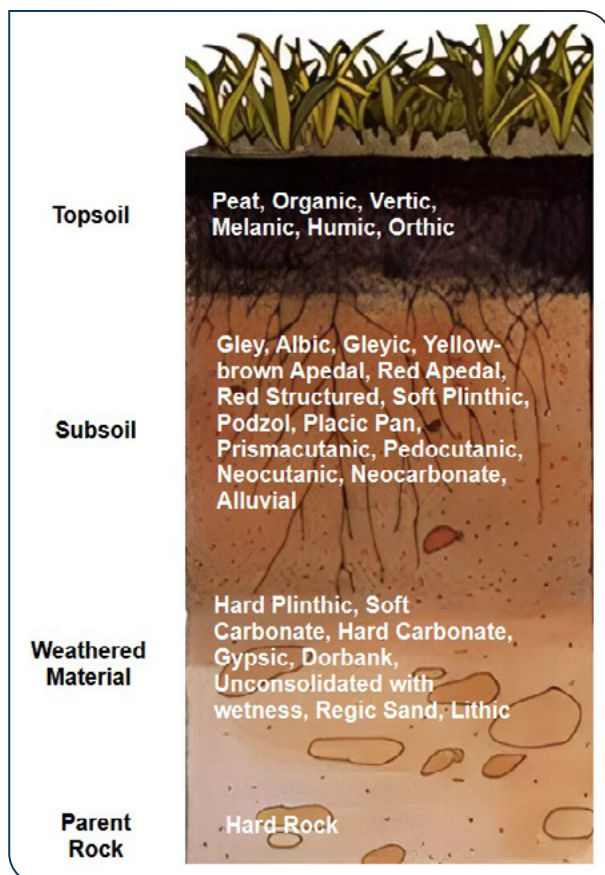 Topsoil
Peat, Organic, Vertic,
Melanic, Humic, Orthic
Subsoil
Gley, Albic, Gleyic, Yellow-
brown Apedal, Red Apedal,
Red Structured, Soft Plinthic,
Podzol, Placic Pan,
Prismacutanic, Pedocutanic,
Neocutanic, Neocarbonate,
Alluvial
Weathered
Material
Hard Plinthic, Soft
Carbonate, Hard Carbonate,
Gypsic, Dorbank,
Unconsolidated with
wetness, Regic Sand, Lithic
Parent
Rock
Hard Rock